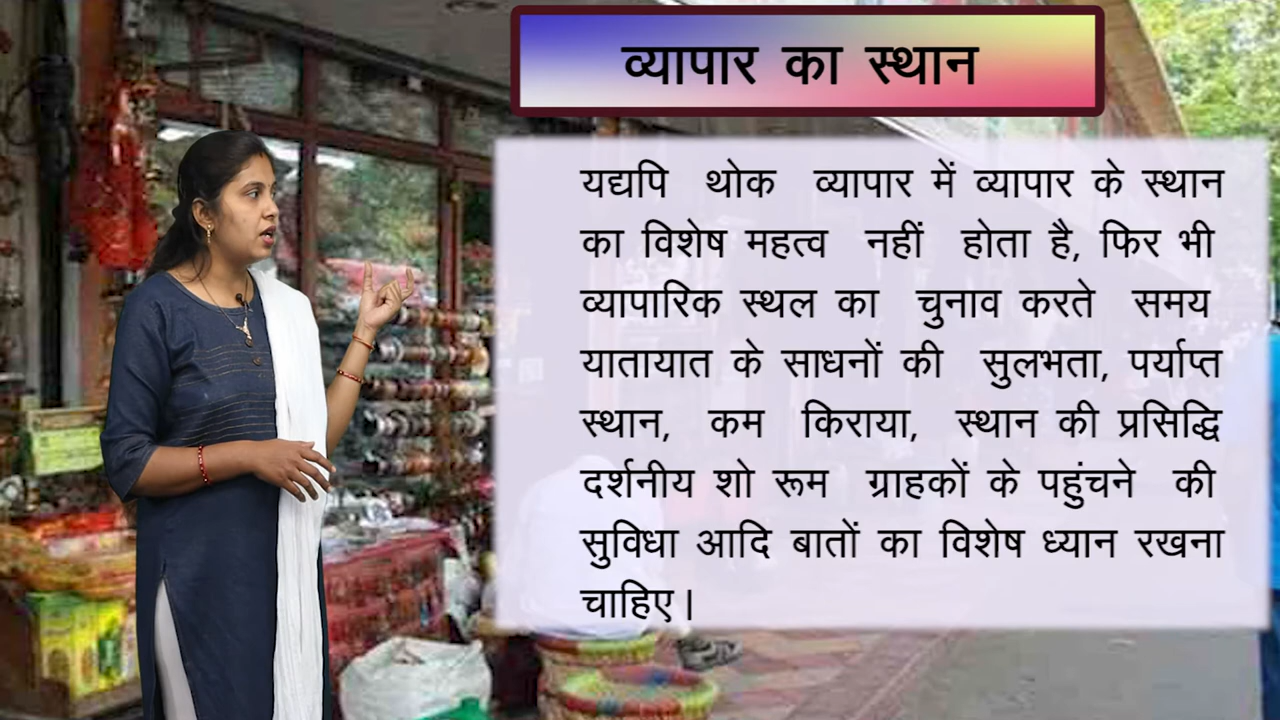 व्यापार का स्थान
यद्यपि थोक व्यापार में व्यापार के स्थान
का विशेष महत्व नहीं होता है, फिर भी
व्यापारिक स्थल का चुनाव करते समय
यातायात के साधनों की सुलभता, पर्याप्त
स्थान, कम किराया, स्थान की प्रसिद्धि
दर्शनीय शो रूम ग्राहकों के पहुंचने की
सुविधा आदि बातों का विशेष ध्यान रखना
चाहिए।